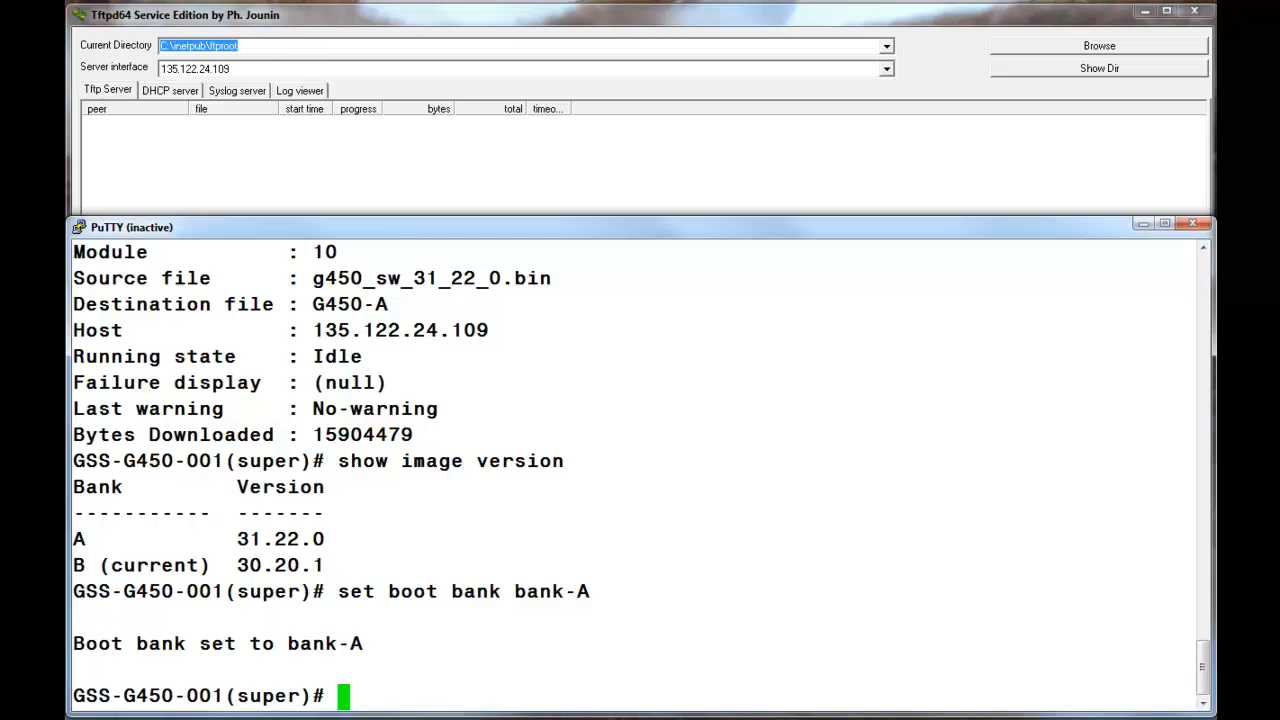 Tftpd64 Service Edition by Ph. Jounin
Current Directory C:\inetpub\ftproot Browse
Server interface 135.122.24.109 Show Dir
Tftp Server DHCP server Syslog server Log viewer
peer file start time progress bytes total timeo...
PuTTY (inactive)
Module : 10
Source file : g450_sw_31_22_0.bin
Destination file : G450-A
Host : 135.122.24.109
Running state : Idle
Failure display : (null)
Last warning : No-warning
Bytes Downloaded : 15904479
GSS-G450-001(super)# show image version
Bank Version
----------- -------
A 31.22.0
B (current) 30.20.1
GSS-G450-001(super)# set boot bank bank-A
Boot bank set to bank-A
GSS-G450-001(super)#